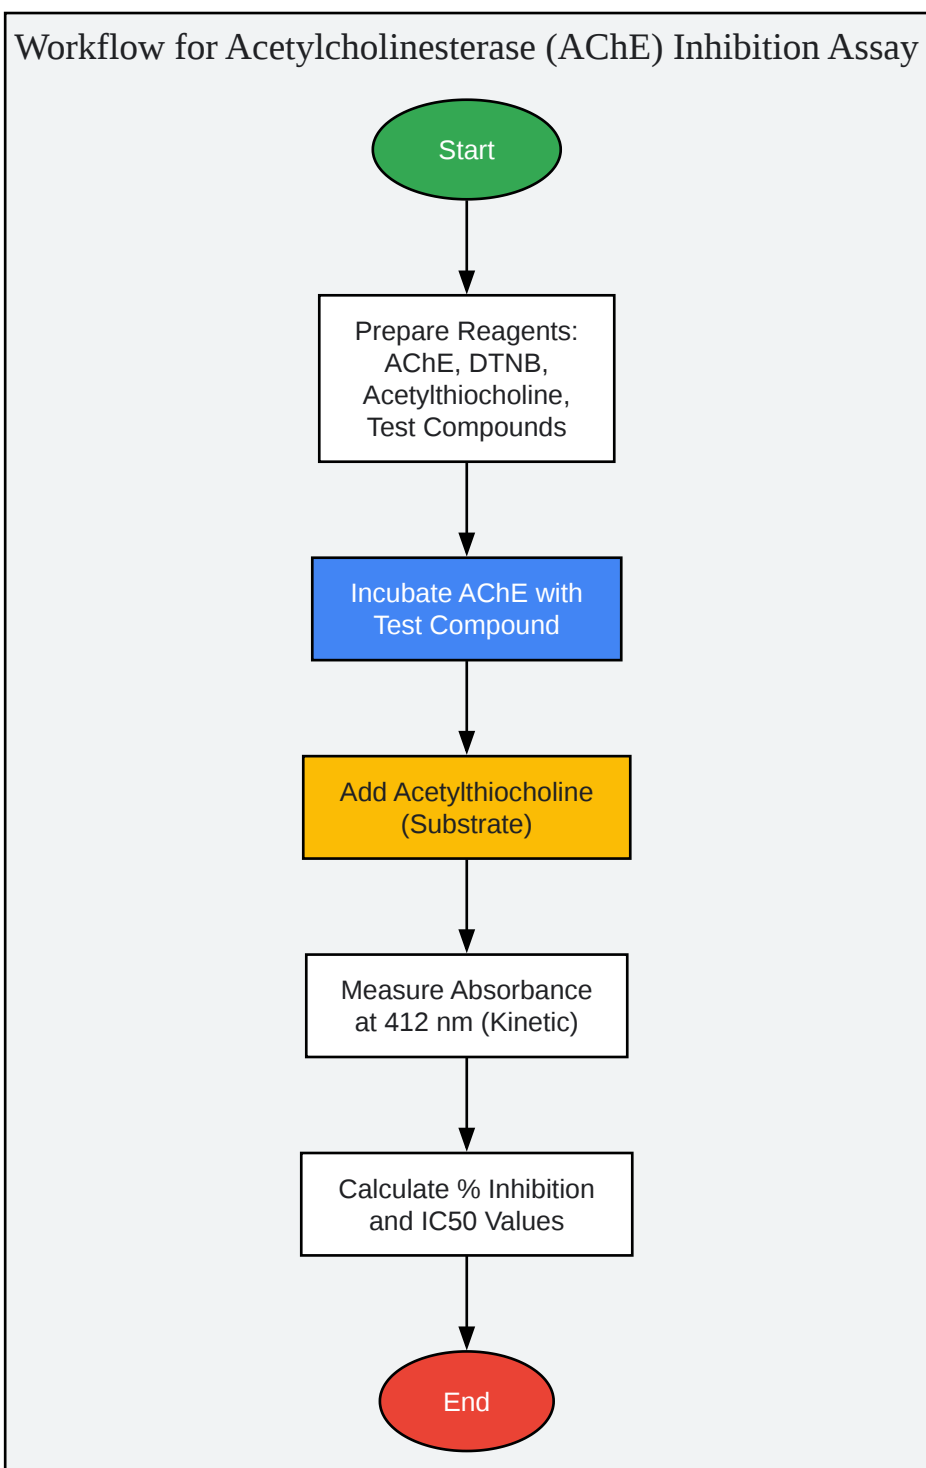 Workflow for Acetylcholinesterase (AChE) Inhibition Assay
Start
Prepare Reagents:
AChE, DTNB,
Acetylthiocholine,
Test Compounds
Incubate AChE with
Test Compound
Add Acetylthiocholine
(Substrate)
Measure Absorbance
at 412 nm (Kinetic)
Calculate % Inhibition
and IC50 Values
End